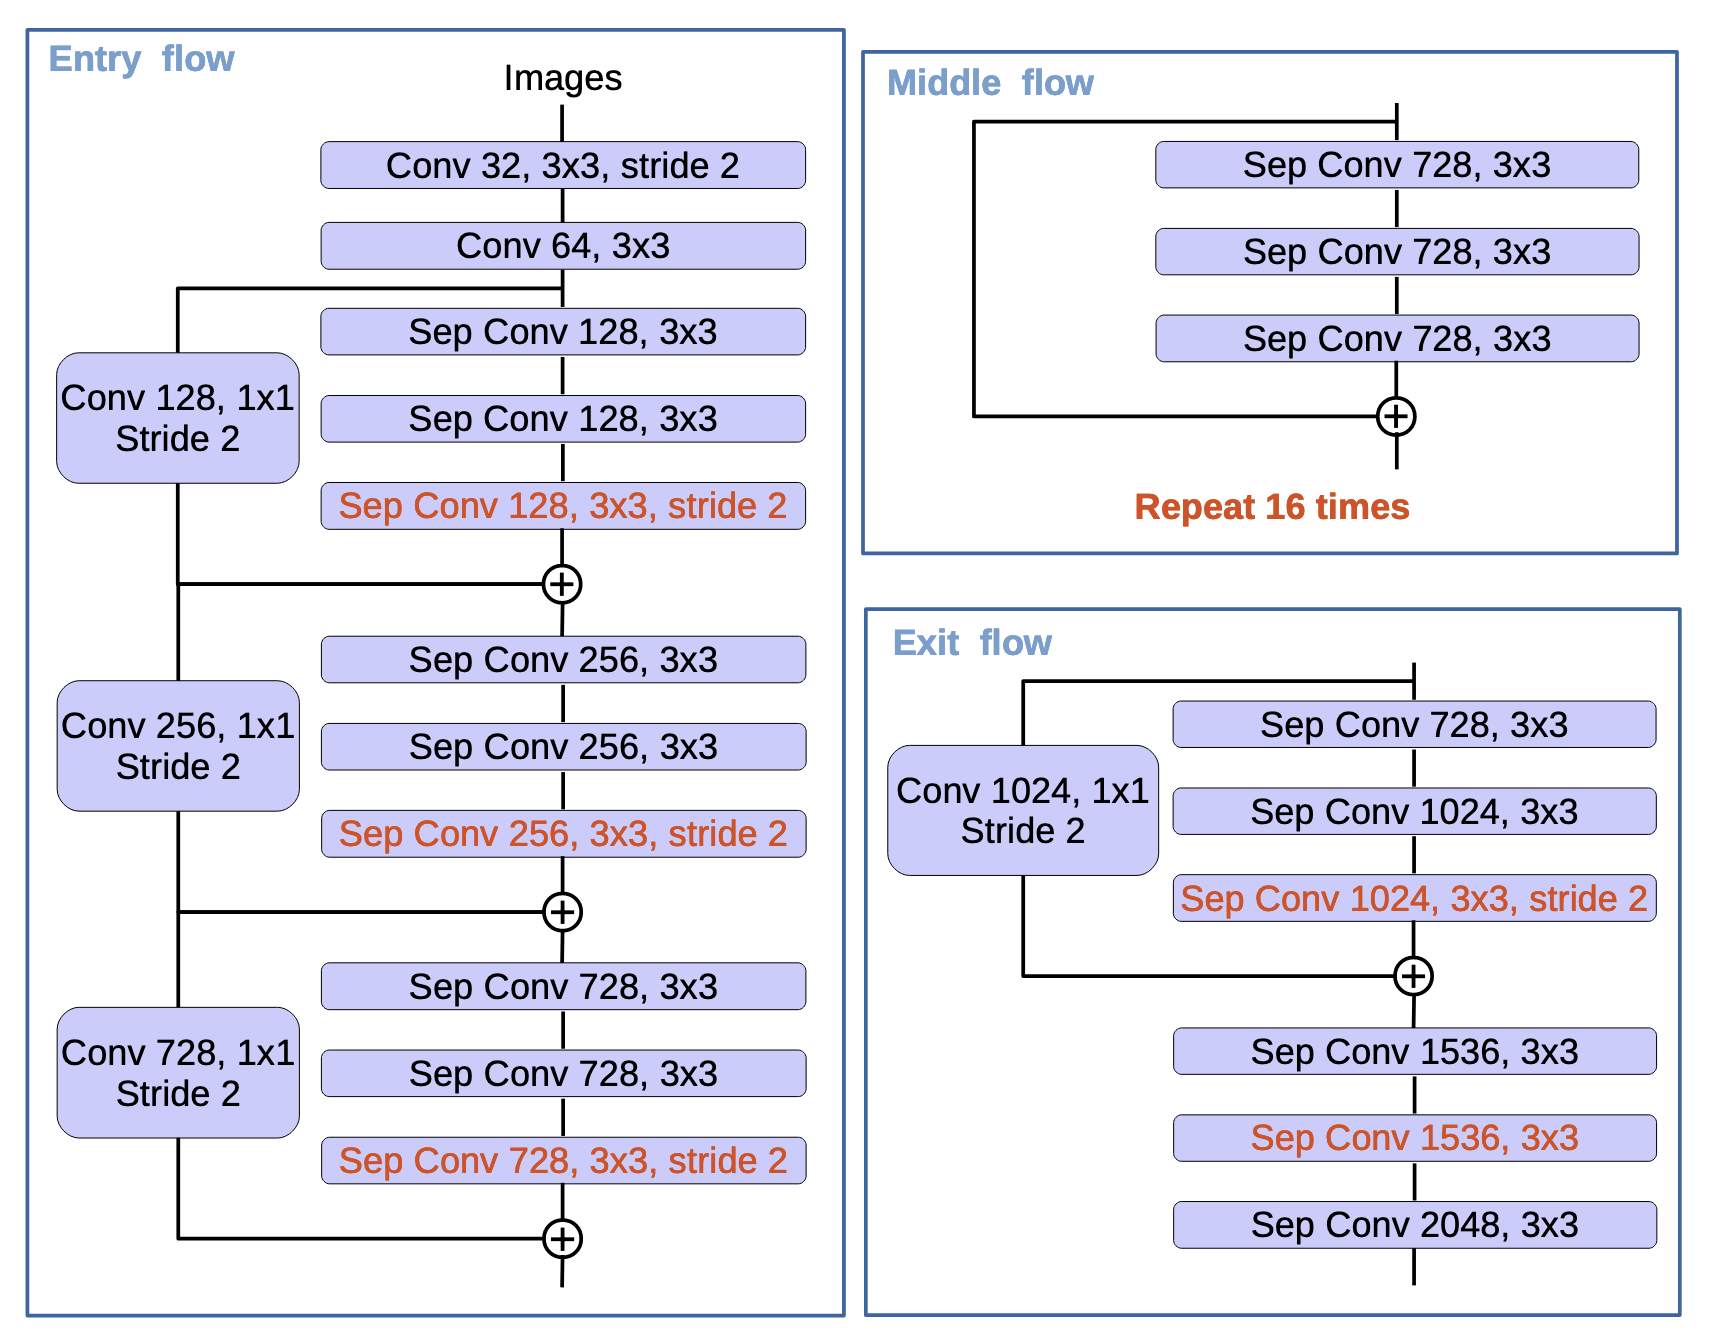 Entry flow
Images
Conv 32, 3x3, stride 2
Conv 64, 3x3
Sep Conv 128, 3x3
Conv 128, 1x1
Stride 2
Sep Conv 128, 3x3
Sep Conv 128, 3x3, stride 2
Sep Conv 256, 3x3
Conv 256, 1x1
Stride 2
Sep Conv 256, 3x3
Sep Conv 256, 3x3, stride 2
Sep Conv 728, 3x3
Conv 728, 1x1
Stride 2
Sep Conv 728, 3x3
Sep Conv 728, 3x3, stride 2
Middle flow
Sep Conv 728, 3x3
Sep Conv 728, 3x3
Sep Conv 728, 3x3
Repeat 16 times
Exit flow
Sep Conv 728, 3x3
Conv 1024, 1x1
Stride 2
Sep Conv 1024, 3x3
Sep Conv 1024, 3x3, stride 2
Sep Conv 1536, 3x3
Sep Conv 1536, 3x3
Sep Conv 2048, 3x3